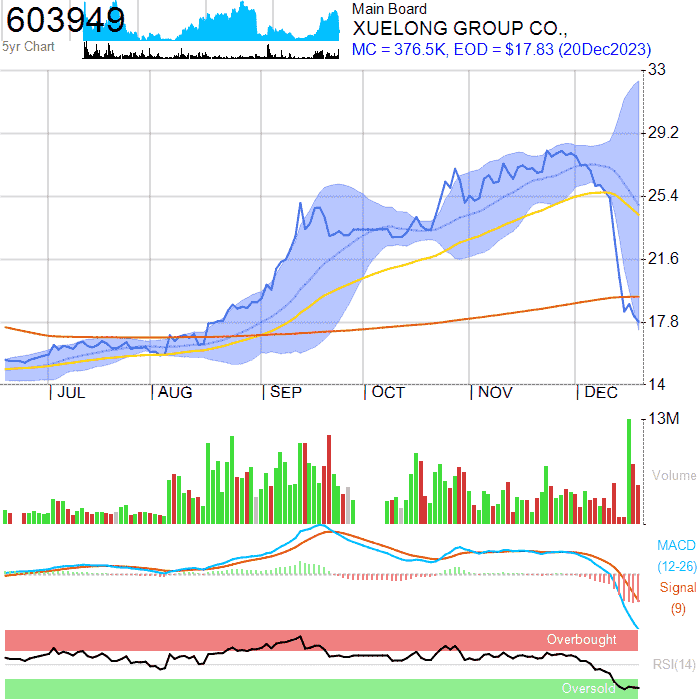 603949
5yr Chart
Main Board
XUELONG GROUP CO.,
MC = 376.5K, EOD = $17.83 (20Dec2023)
33
29.2
25.4
21.6
17.8
14
| JUL | AUG | SEP | OCT | NOV | DEC
13M
Volume
MACD
(12-26)
Signal
(9)
Overbought
RSI(14)
Oversold